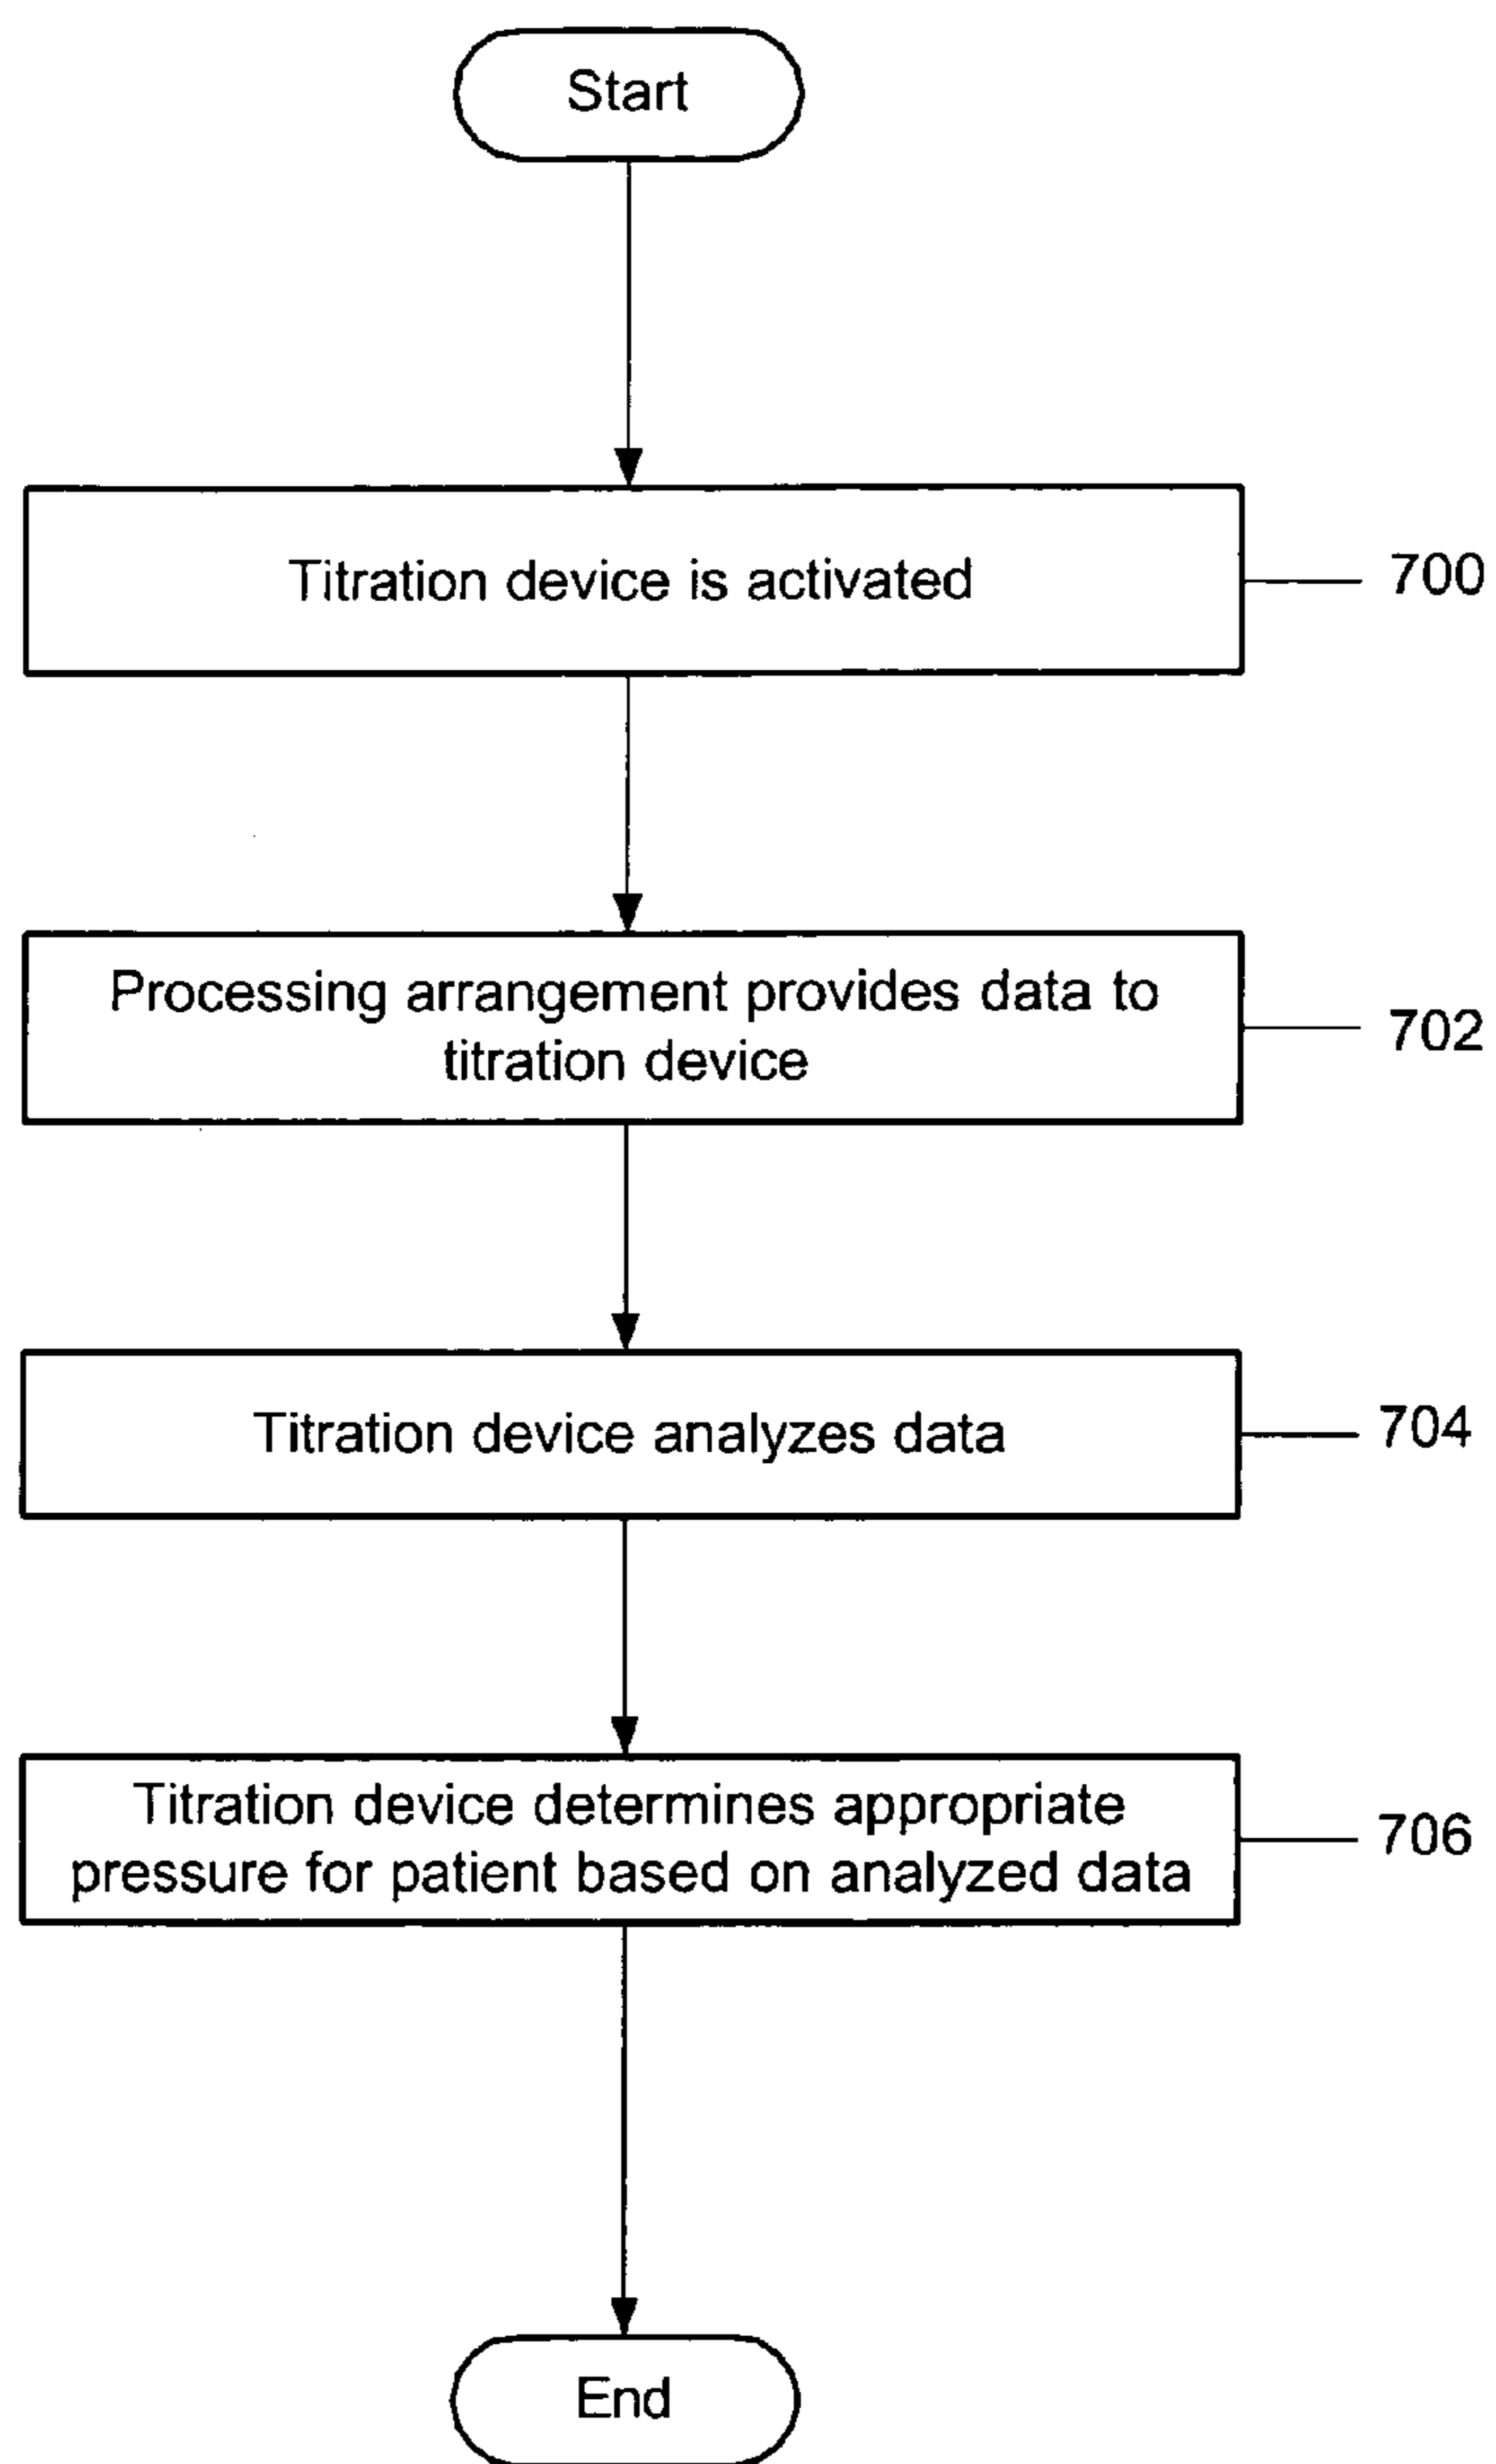 Start
Titration device is activated
700
Processing arrangement provides data to
titration device
702
Titration device analyzes data
704
Titration device determines appropriate
pressure for patient based on analyzed data
706
End